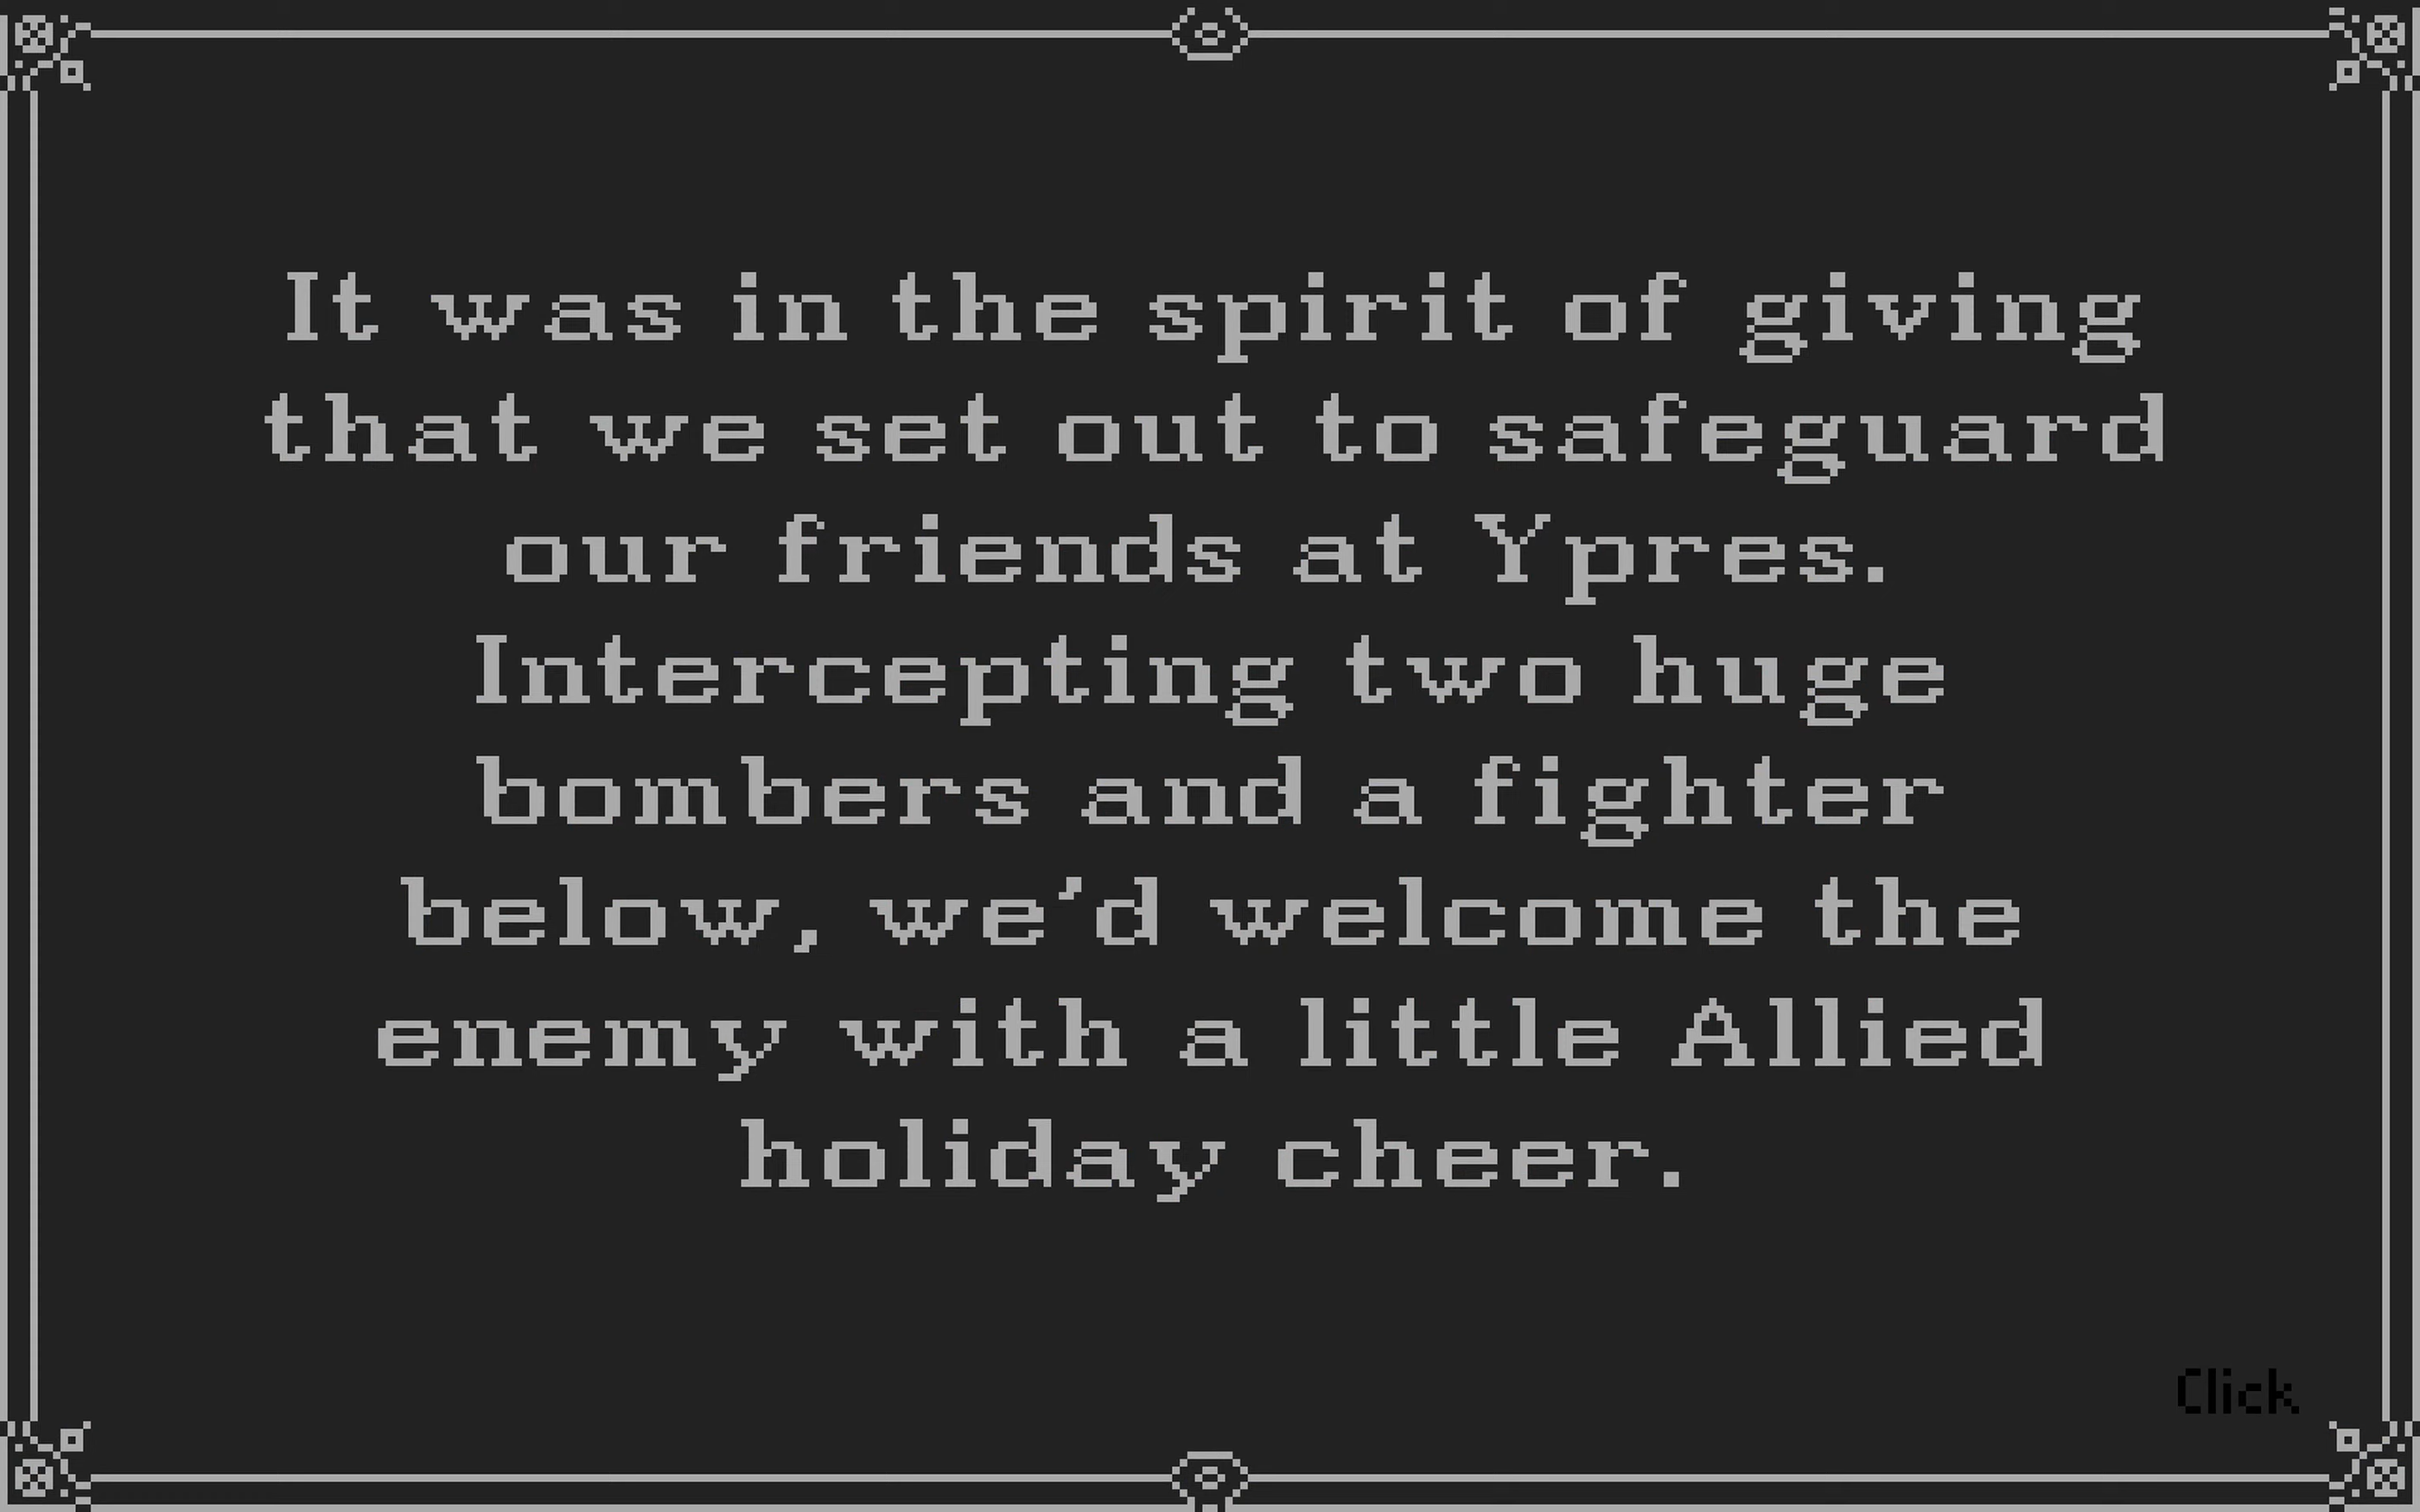 It was in the spirit of giving
that we set out to safeguard
our friends at Ypres.
Intercepting two huge
bombers and a fighter
below, we'd welcome the
enemy with a little Allied
holiday cheer.
Click